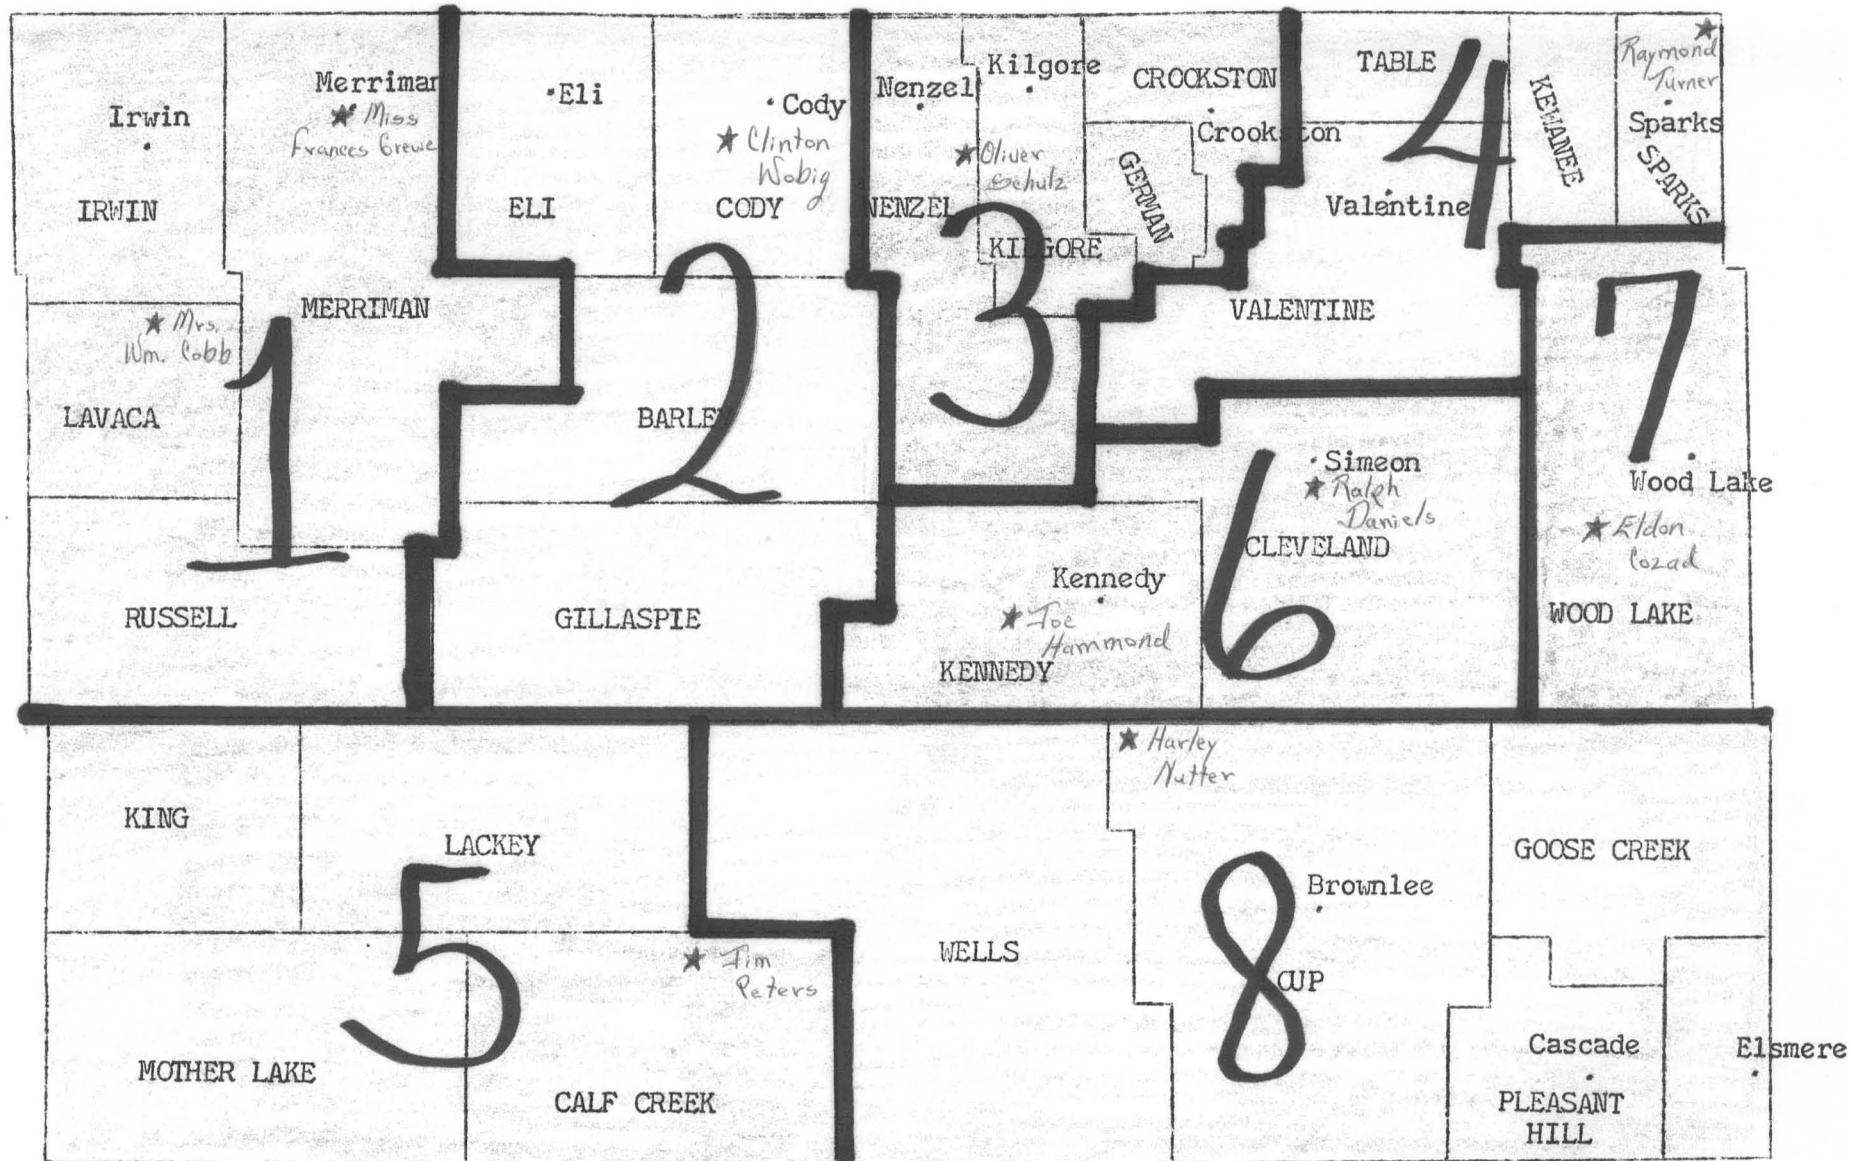 Irwin
IRWIN
Merriman
★ Miss
Frances Grewe
MERRIMAN
★ Mrs.
Wm. Cobb
LAVACA
1
RUSSELL
Eli
ELI
Cody
★ Clinton
Wobig
CODY
2
BARLEY
GILLASPIE
Nenzel
NENZEL
Kilgore
★ Oliver
Schulz
KILGORE
3
CROOKSTON
Crookston
GERMAN
TABLE
4
Valentine
VALENTINE
KEWANEE
★
Raymond
Turner
Sparks
SPARKS
7
Wood Lake
★ Eldon
Cozad
WOOD LAKE
Simeon
★ Ralph
Daniels
CLEVELAND
6
Kennedy
★ Joe
Hammond
KENNEDY
KING
LACKEY
5
MOTHER LAKE
★ Jim
Peters
CALF CREEK
WELLS
★ Harley
Nutter
Brownlee
8
CUP
GOOSE CREEK
Cascade
PLEASANT
HILL
Elsmere